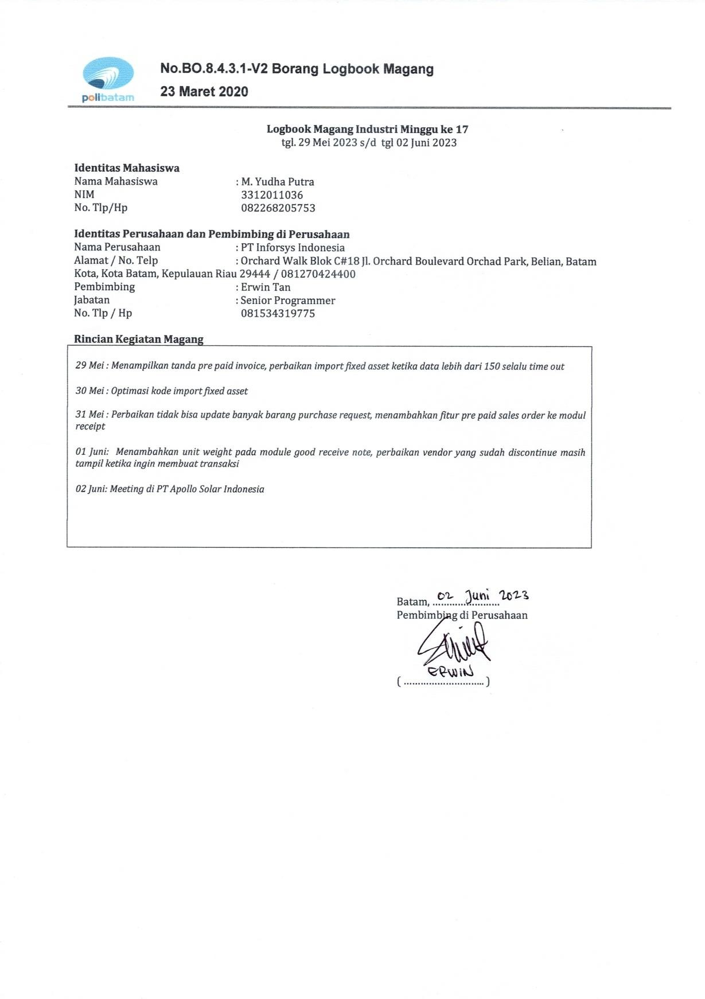 No.BO.8.4.3.1-V2 Borang Logbook Magang
23 Maret 2020
polibatam
Logbook Magang Industri Minggu ke 17
tgl. 29 Mei 2023 s/d tgl 02 Juni 2023
Identitas Mahasiswa
Nama Mahasiswa : M. Yudha Putra
NIM 3312011036
No. Tlp/Hp 082268205753
Identitas Perusahaan dan Pembimbing di Perusahaan
Nama Perusahaan : PT Inforsys Indonesia
Alamat / No. Telp : Orchard Walk Blok C#18 Jl. Orchard Boulevard Orchad Park, Belian, Batam
Kota, Kota Batam, Kepulauan Riau 29444 / 081270424400
Pembimbing : Erwin Tan
Jabatan : Senior Programmer
No. Tlp / Hp 081534319775
Rincian Kegiatan Magang
29 Mei : Menampilkan tanda pre paid invoice, perbaikan import fixed asset ketika data lebih dari 150 selalu time out
30 Mei : Optimasi kode import fixed asset
31 Mei : Perbaikan tidak bisa update banyak barang purchase request, menambahkan fitur pre paid sales order ke modul
receipt
01 Juni: Menambahkan unit weight pada module good receive note, perbaikan vendor yang sudah discontinue masih
tampil ketika ingin membuat transaksi
02 Juni: Meeting di PT Apollo Solar Indonesia
Batam, 02 Juni 2023
Pembimbing di Perusahaan
ERWIN
( ............................ )